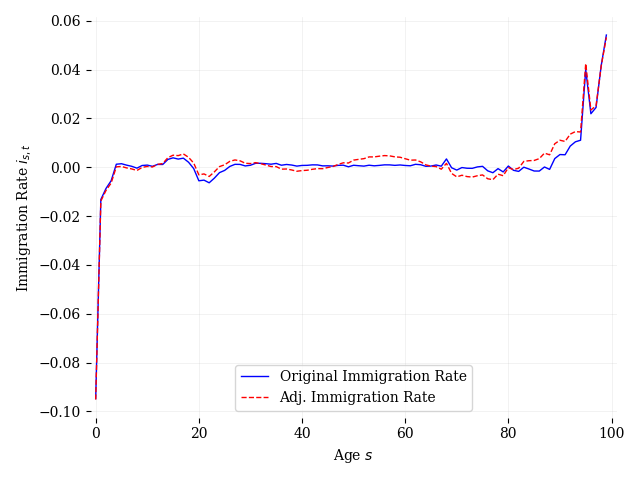 0.06
0.04
0.02
0.00
−0.02
−0.04
−0.06
−0.08
−0.10
Immigration Rate i_{s,t}
Original Immigration Rate
Adj. Immigration Rate
0 20 40 60 80 100
Age s